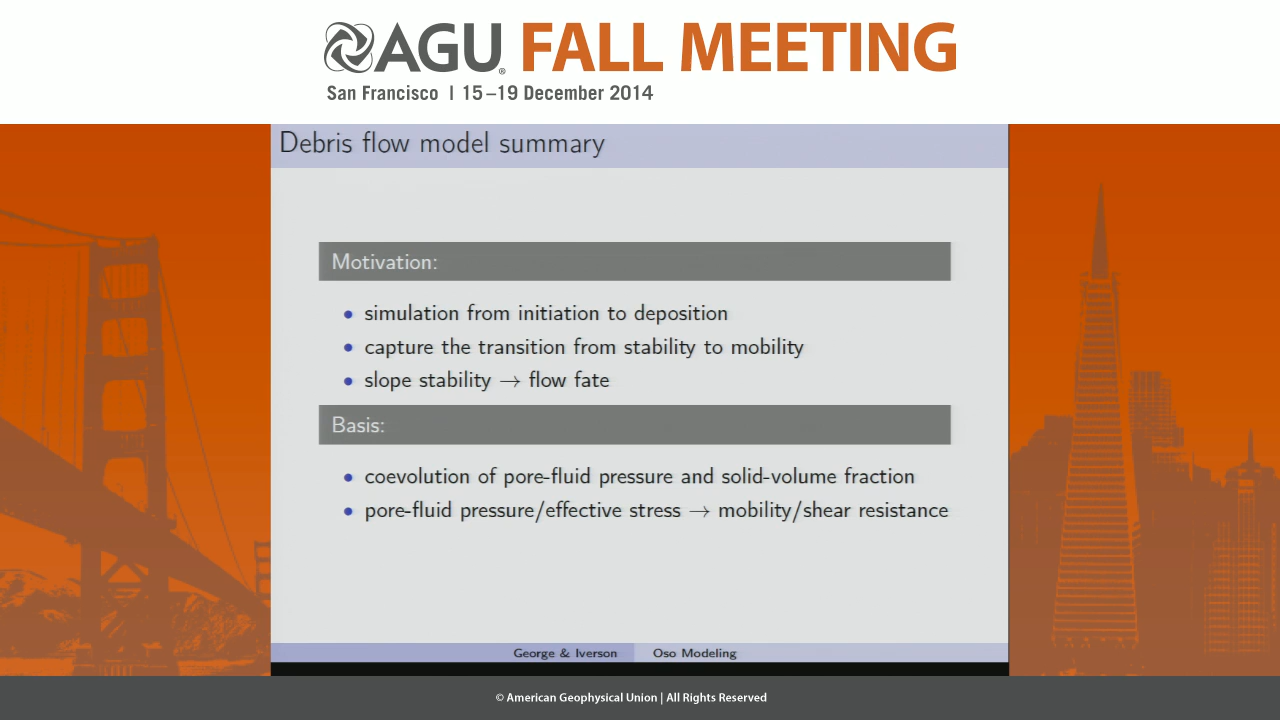 AGU® FALL MEETING
San Francisco | 15–19 December 2014
Debris flow model summary
Motivation:
• simulation from initiation to deposition
• capture the transition from stability to mobility
• slope stability → flow fate
Basis:
• coevolution of pore-fluid pressure and solid-volume fraction
• pore-fluid pressure/effective stress → mobility/shear resistance
George & Iverson Oso Modeling
© American Geophysical Union | All Rights Reserved